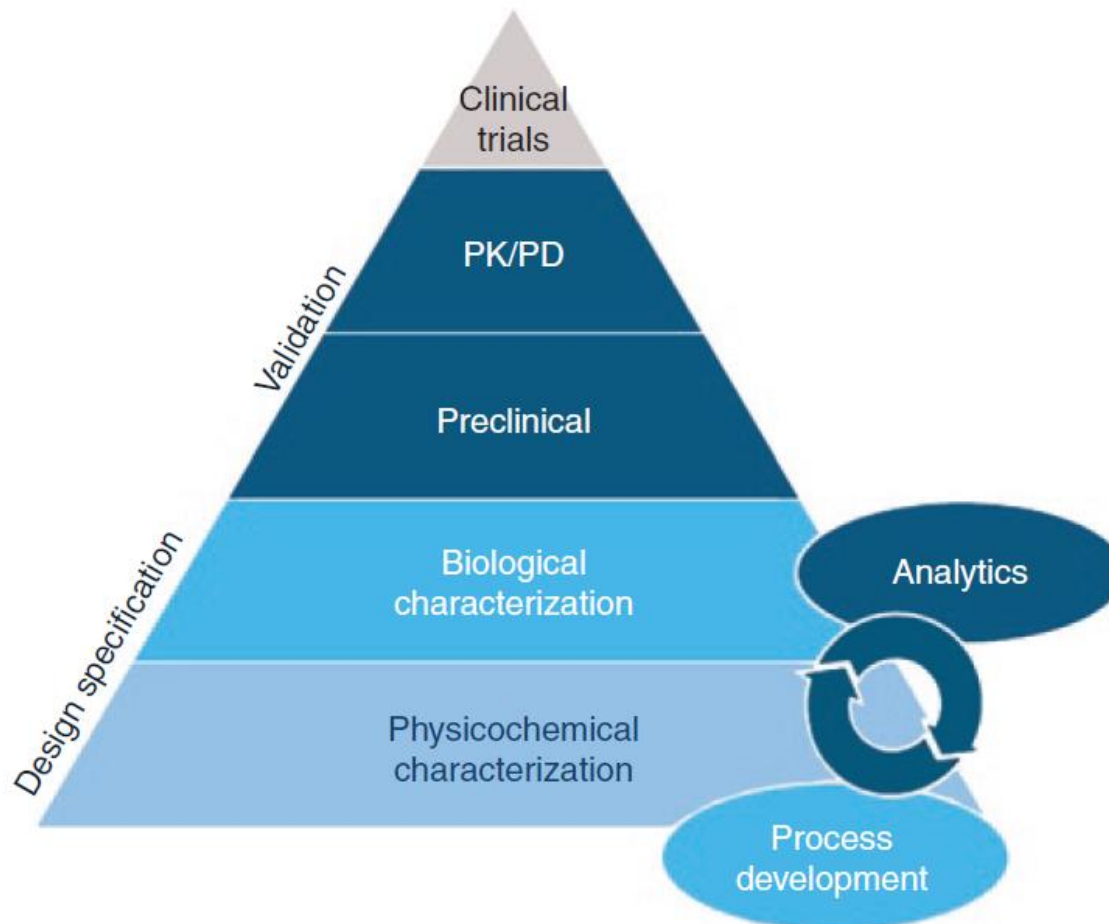 Clinical
trials
PK/PD
Validation
Preclinical
Biological
characterization
Analytics
Design specification
Physicochemical
characterization
Process
development